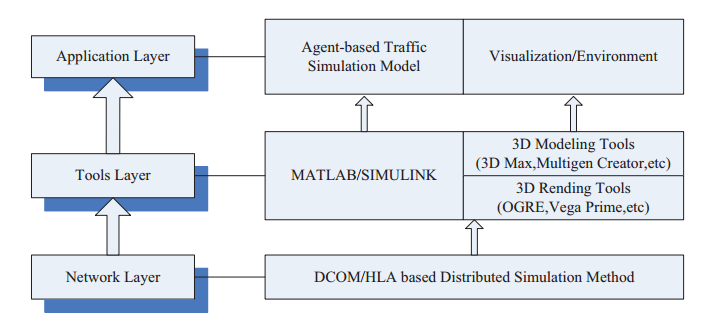 Application Layer
Agent-based Traffic
Simulation Model
Visualization/Environment
Tools Layer
MATLAB/SIMULINK
3D Modeling Tools
(3D Max,Multigen Creator,etc)
3D Rending Tools
(OGRE,Vega Prime,etc)
Network Layer
DCOM/HLA based Distributed Simulation Method